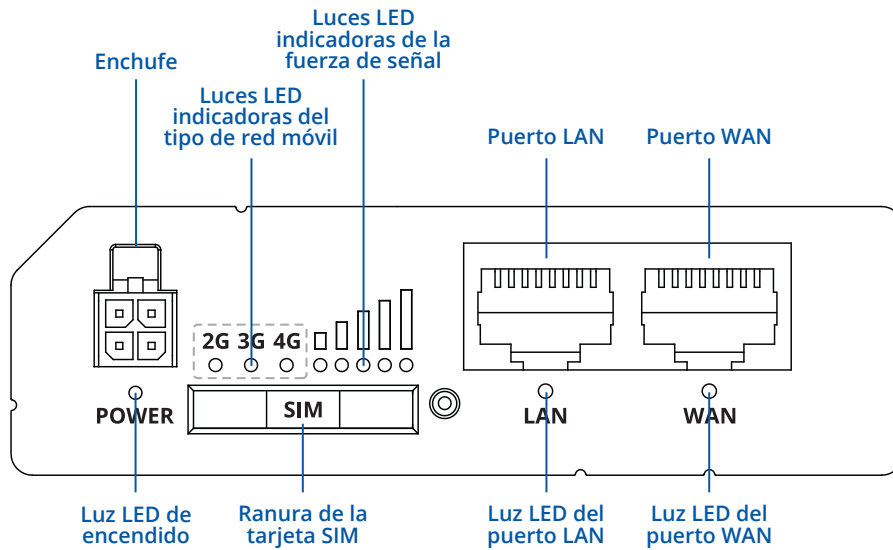 Luces LED
indicadoras de la
fuerza de señal
Enchufe
Luces LED
indicadoras del
tipo de red móvil
Puerto LAN
Puerto WAN
2G 3G 4G
POWER
SIM
LAN
WAN
Luz LED de
encendido
Ranura de la
tarjeta SIM
Luz LED del
puerto LAN
Luz LED del
puerto WAN